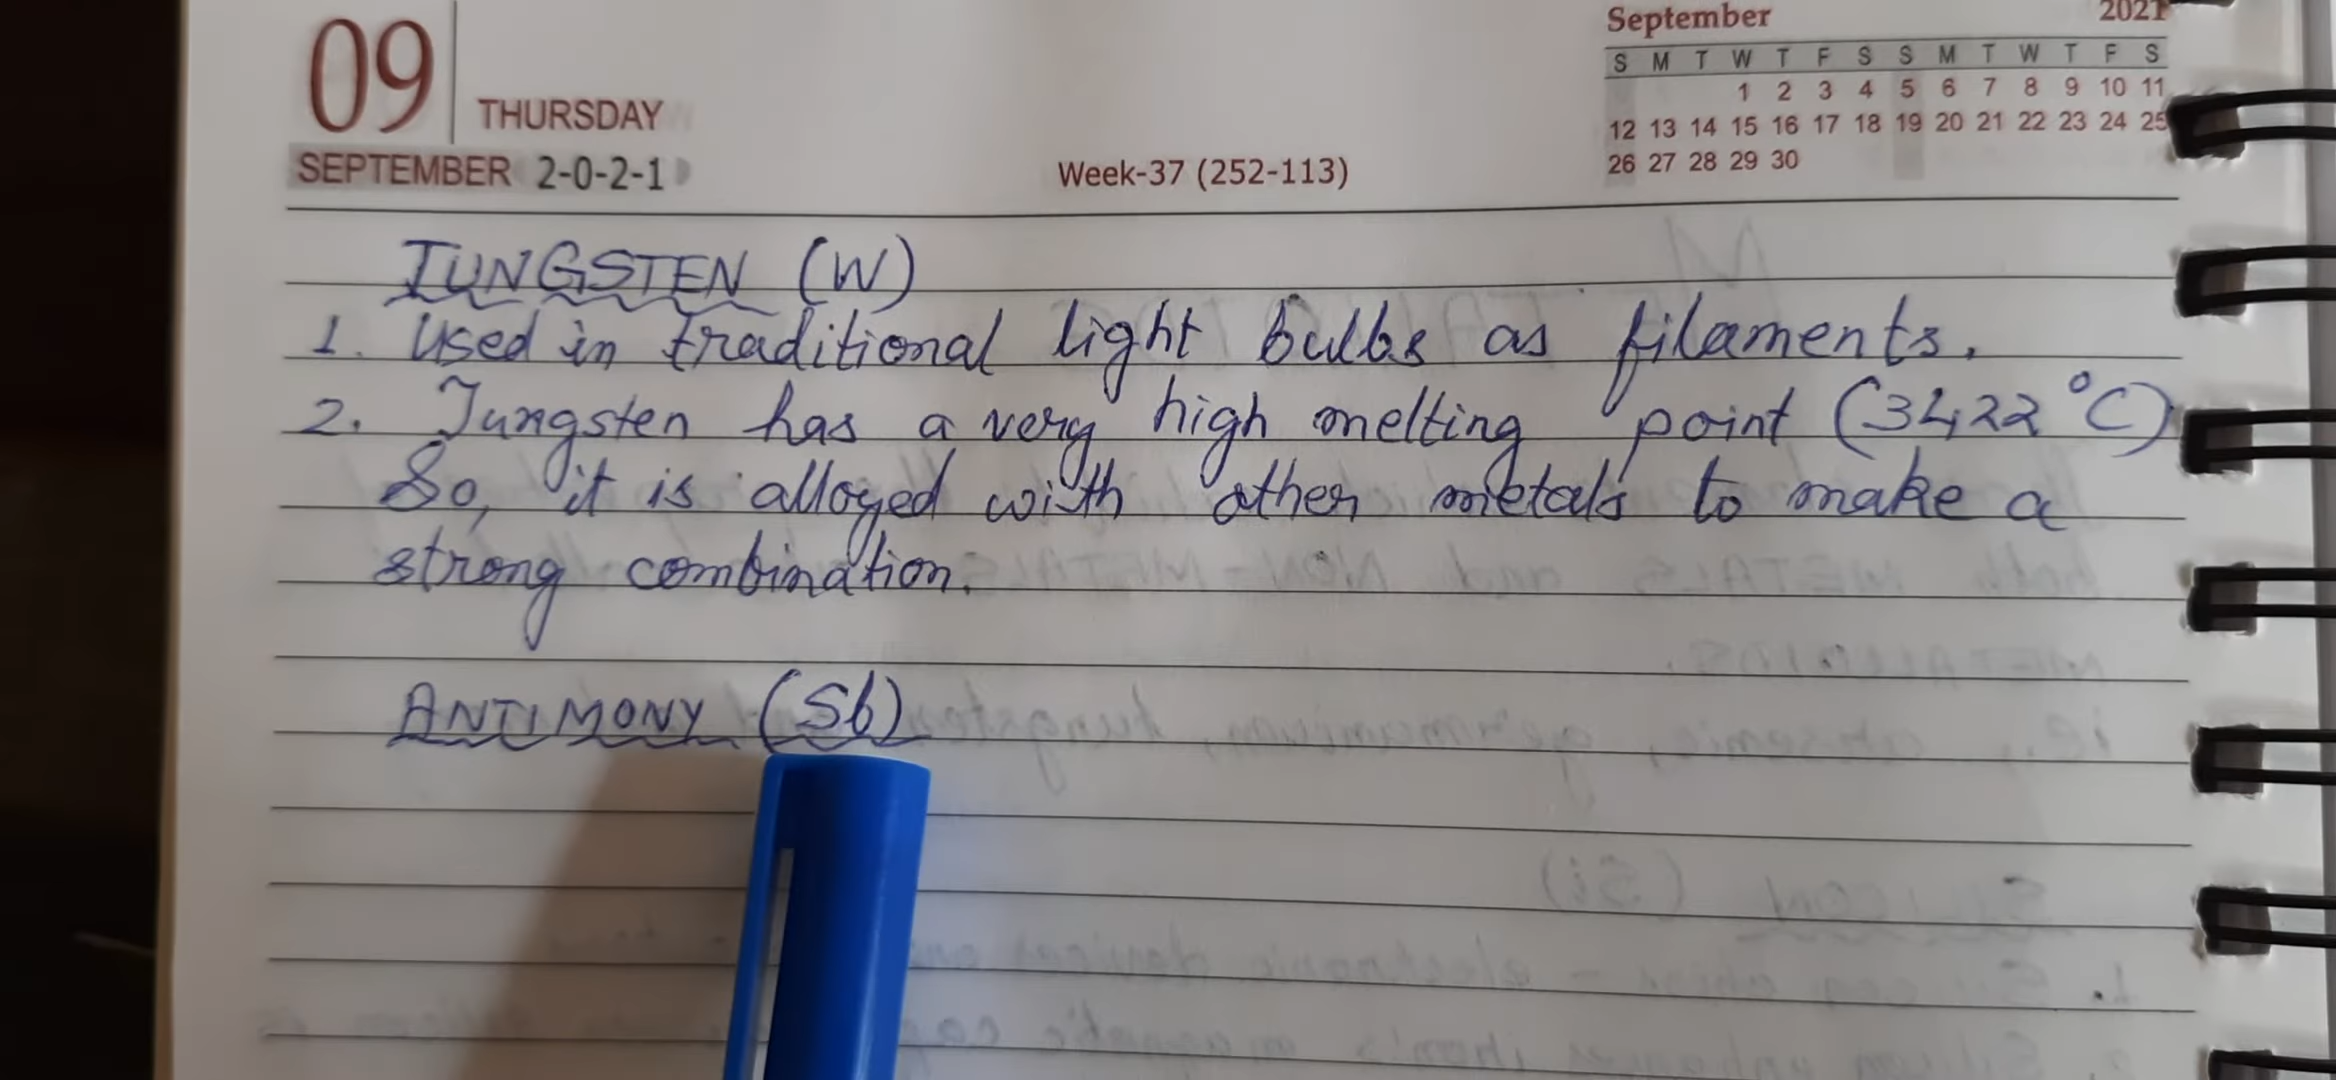 09
THURSDAY
SEPTEMBER 2-0-2-1
Week-37 (252-113)
September 2021
S M T W T F S S M T W T F S
1 2 3 4 5 6 7 8 9 10 11
12 13 14 15 16 17 18 19 20 21 22 23 24 25
26 27 28 29 30
TUNGSTEN (W)
1. Used in traditional light bulbs as filaments.
2. Tungsten has a very high melting point (3422 °C)
So, it is alloyed with other metals to make a
strong combination.
ANTIMONY (Sb)